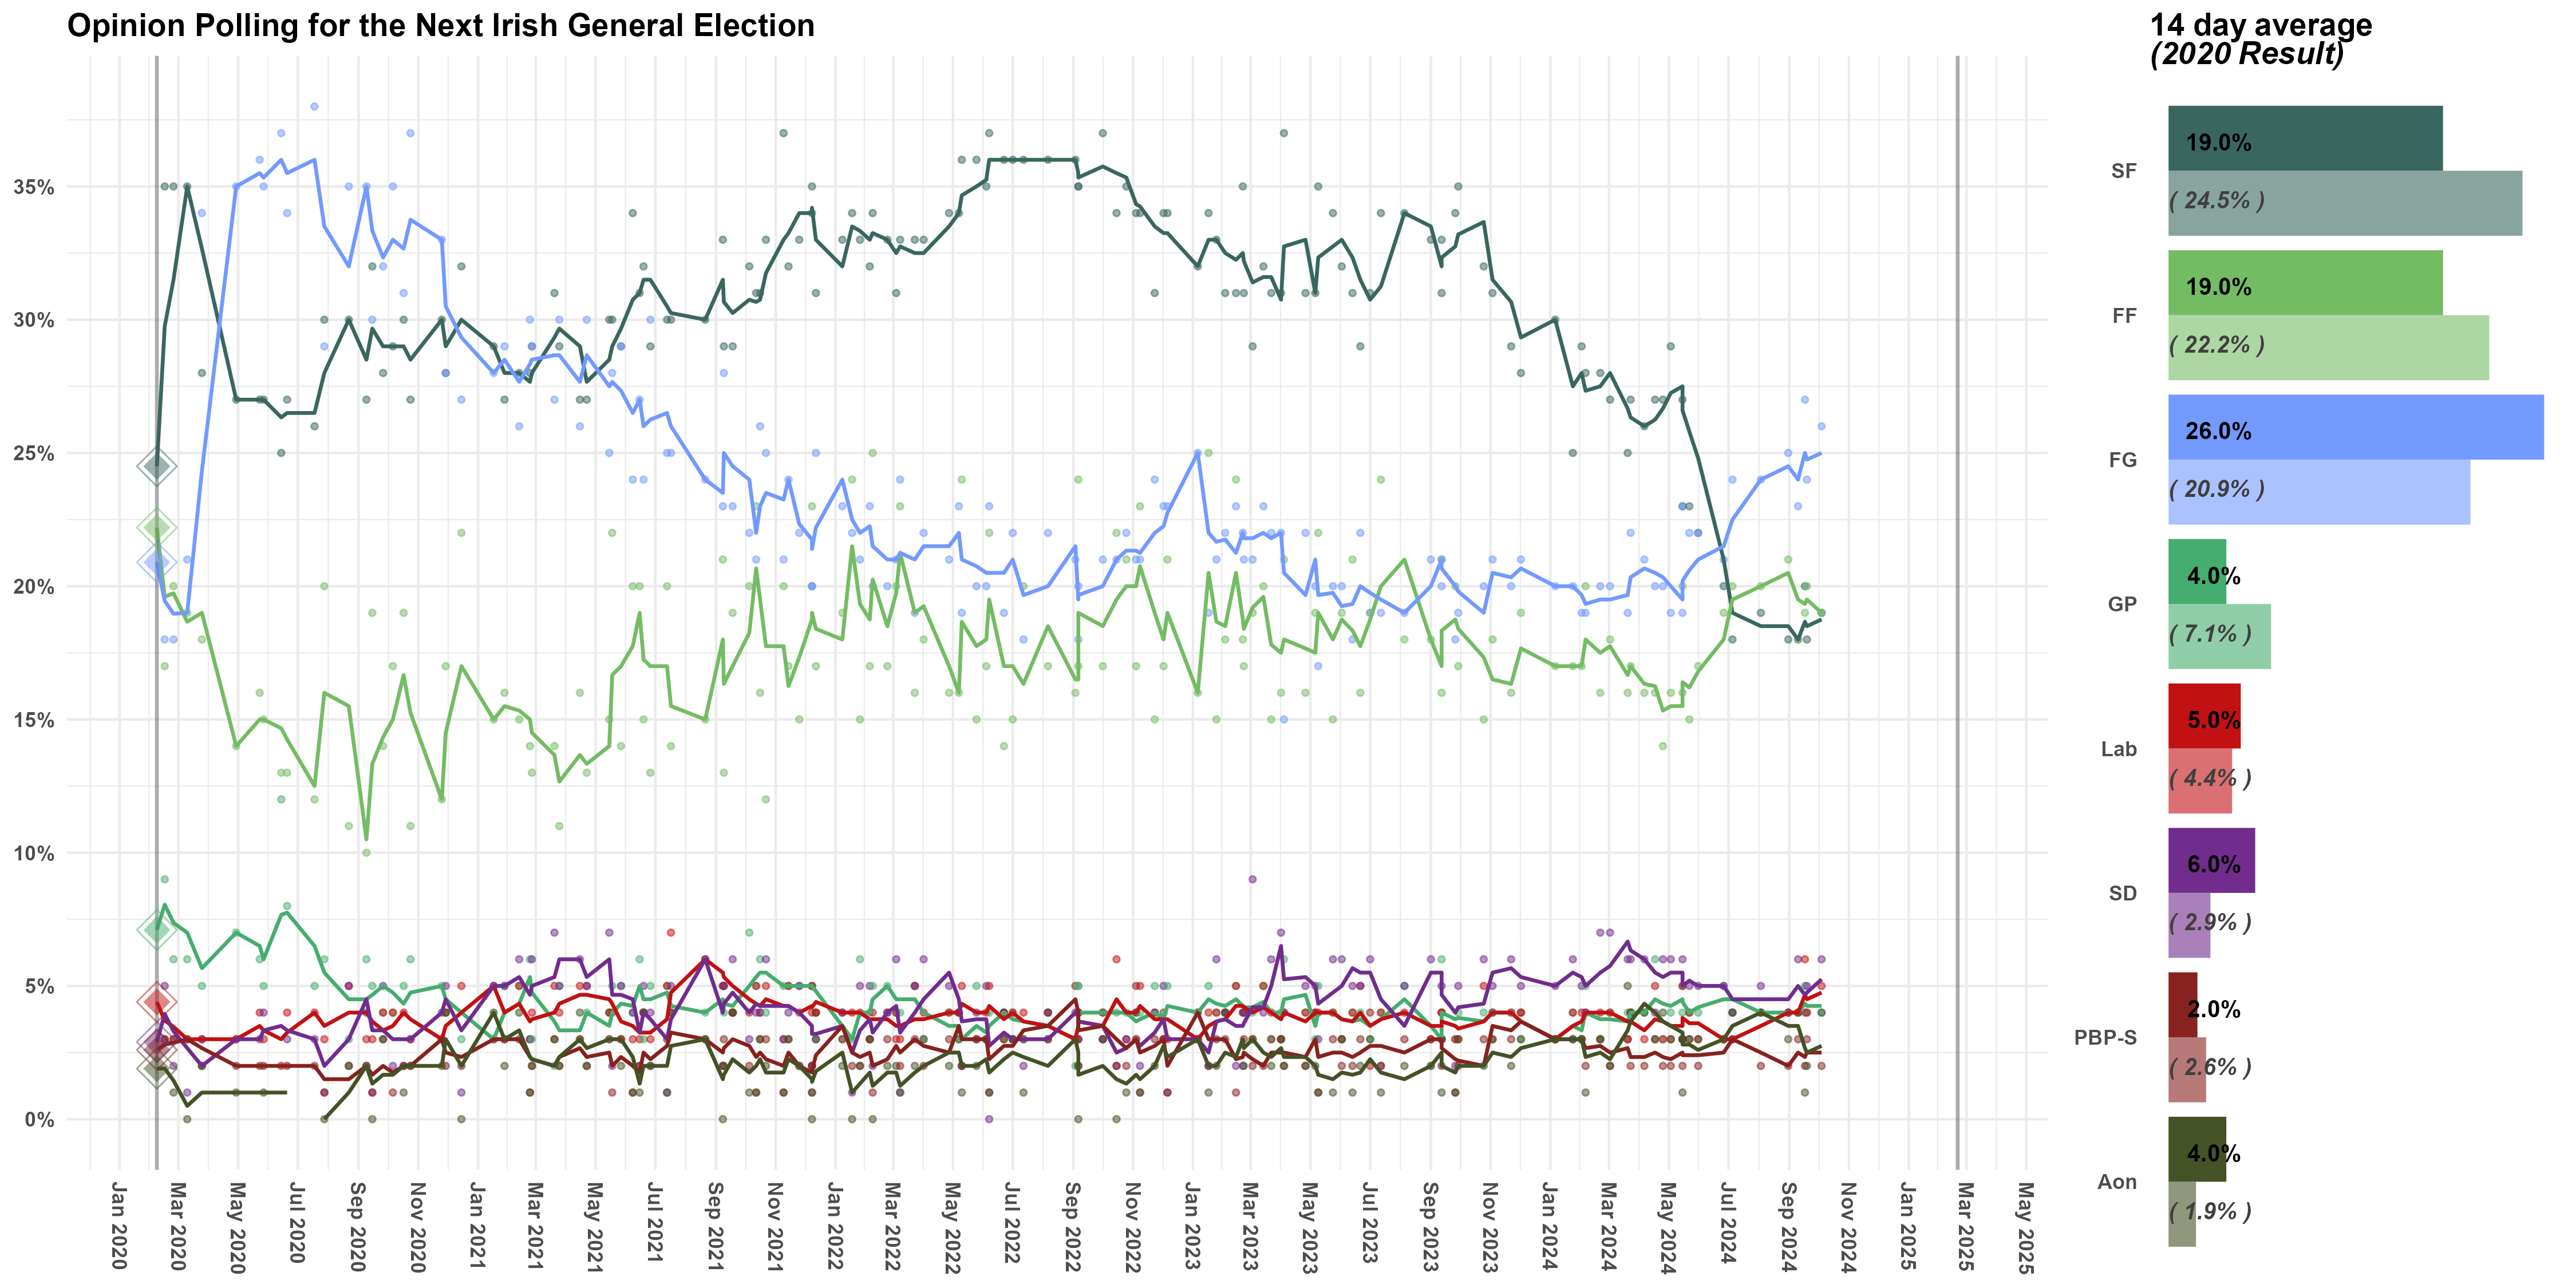 Opinion Polling for the Next Irish General Election
14 day average
(2020 Result)
35%
30%
25%
20%
15%
10%
5%
0%
Jan 2020
Mar 2020
May 2020
Jul 2020
Sep 2020
Nov 2020
Jan 2021
Mar 2021
May 2021
Jul 2021
Sep 2021
Nov 2021
Jan 2022
Mar 2022
May 2022
Jul 2022
Sep 2022
Nov 2022
Jan 2023
Mar 2023
May 2023
Jul 2023
Sep 2023
Nov 2023
Jan 2024
Mar 2024
May 2024
Jul 2024
Sep 2024
Nov 2024
Jan 2025
Mar 2025
May 2025
SF
19.0%
( 24.5% )
FF
19.0%
( 22.2% )
FG
26.0%
( 20.9% )
GP
4.0%
( 7.1% )
Lab
5.0%
( 4.4% )
SD
6.0%
( 2.9% )
PBP-S
2.0%
( 2.6% )
Aon
4.0%
( 1.9% )